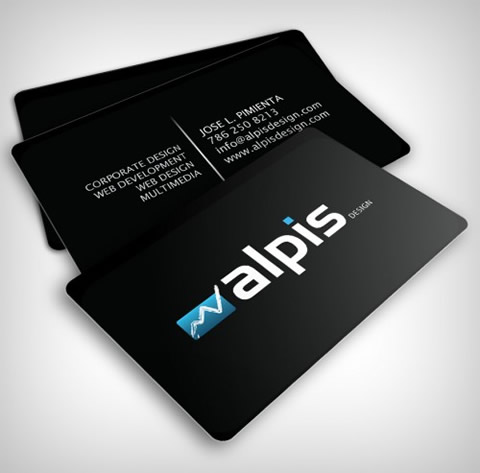 CORPORATE DESIGN
WEB DEVELOPMENT
WEB DESIGN
MULTIMEDIA
JOSE L. PIMIENTA
786 250 8213
info@alpisdesign.com
www.alpisdesign.com
alpis
DESIGN